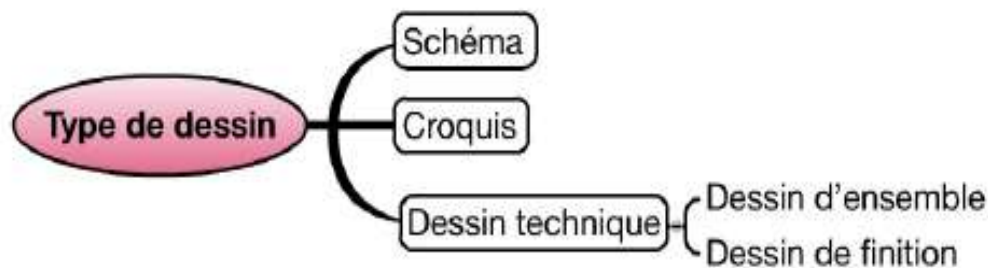 Type de dessin
Schéma
Croquis
Dessin technique
Dessin d'ensemble
Dessin de finition